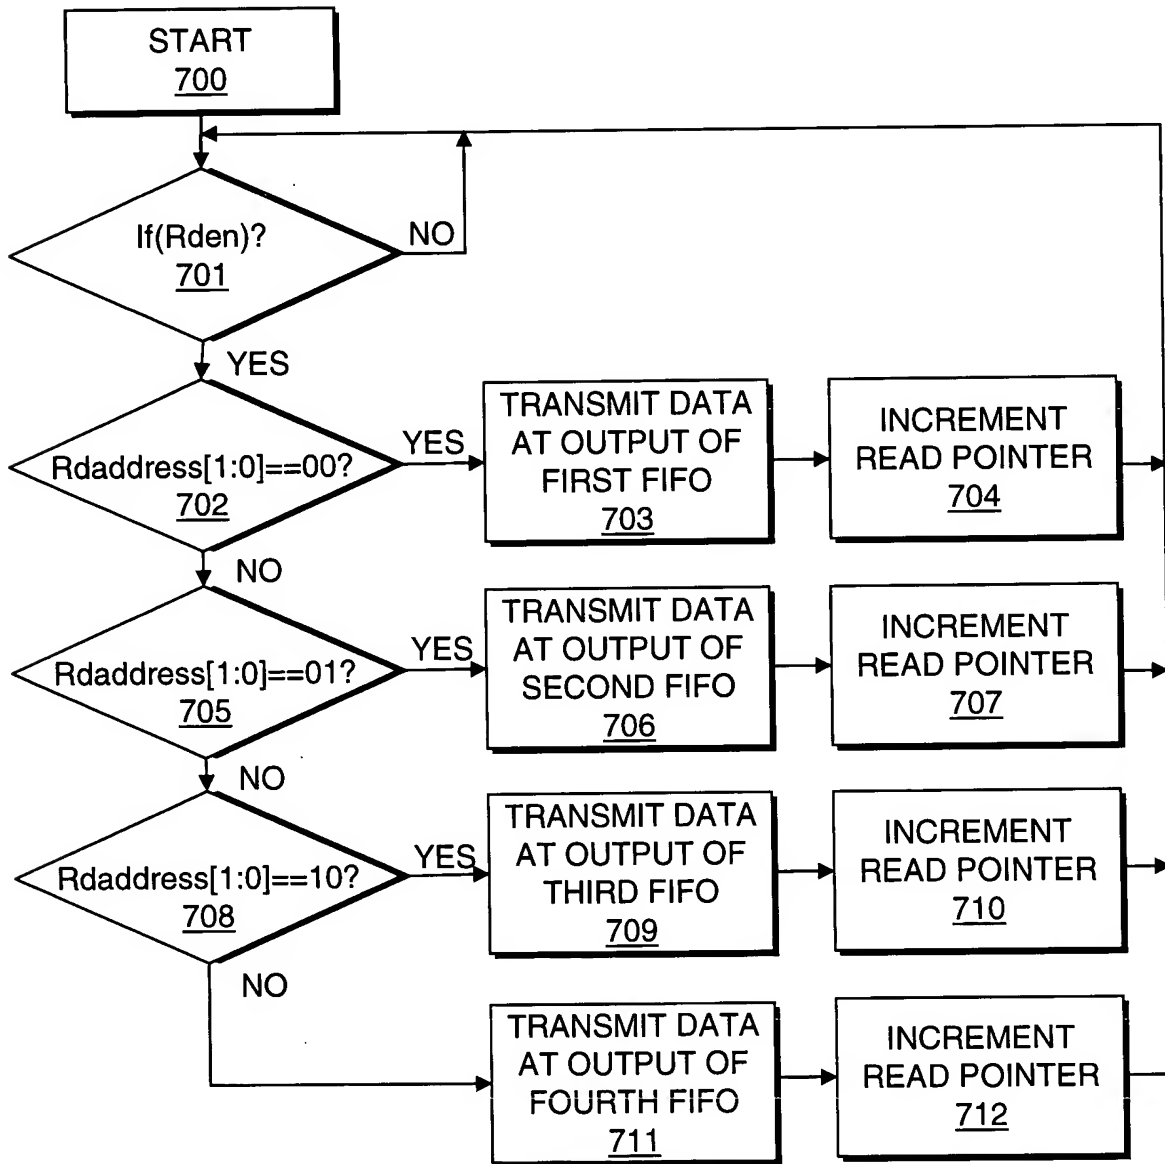 START
700
If(Rden)?
701
NO
YES
Rdaddress[1:0]==00?
702
YES
TRANSMIT DATA
AT OUTPUT OF
FIRST FIFO
703
INCREMENT
READ POINTER
704
NO
Rdaddress[1:0]==01?
705
YES
TRANSMIT DATA
AT OUTPUT OF
SECOND FIFO
706
INCREMENT
READ POINTER
707
NO
Rdaddress[1:0]==10?
708
YES
TRANSMIT DATA
AT OUTPUT OF
THIRD FIFO
709
INCREMENT
READ POINTER
710
NO
TRANSMIT DATA
AT OUTPUT OF
FOURTH FIFO
711
INCREMENT
READ POINTER
712